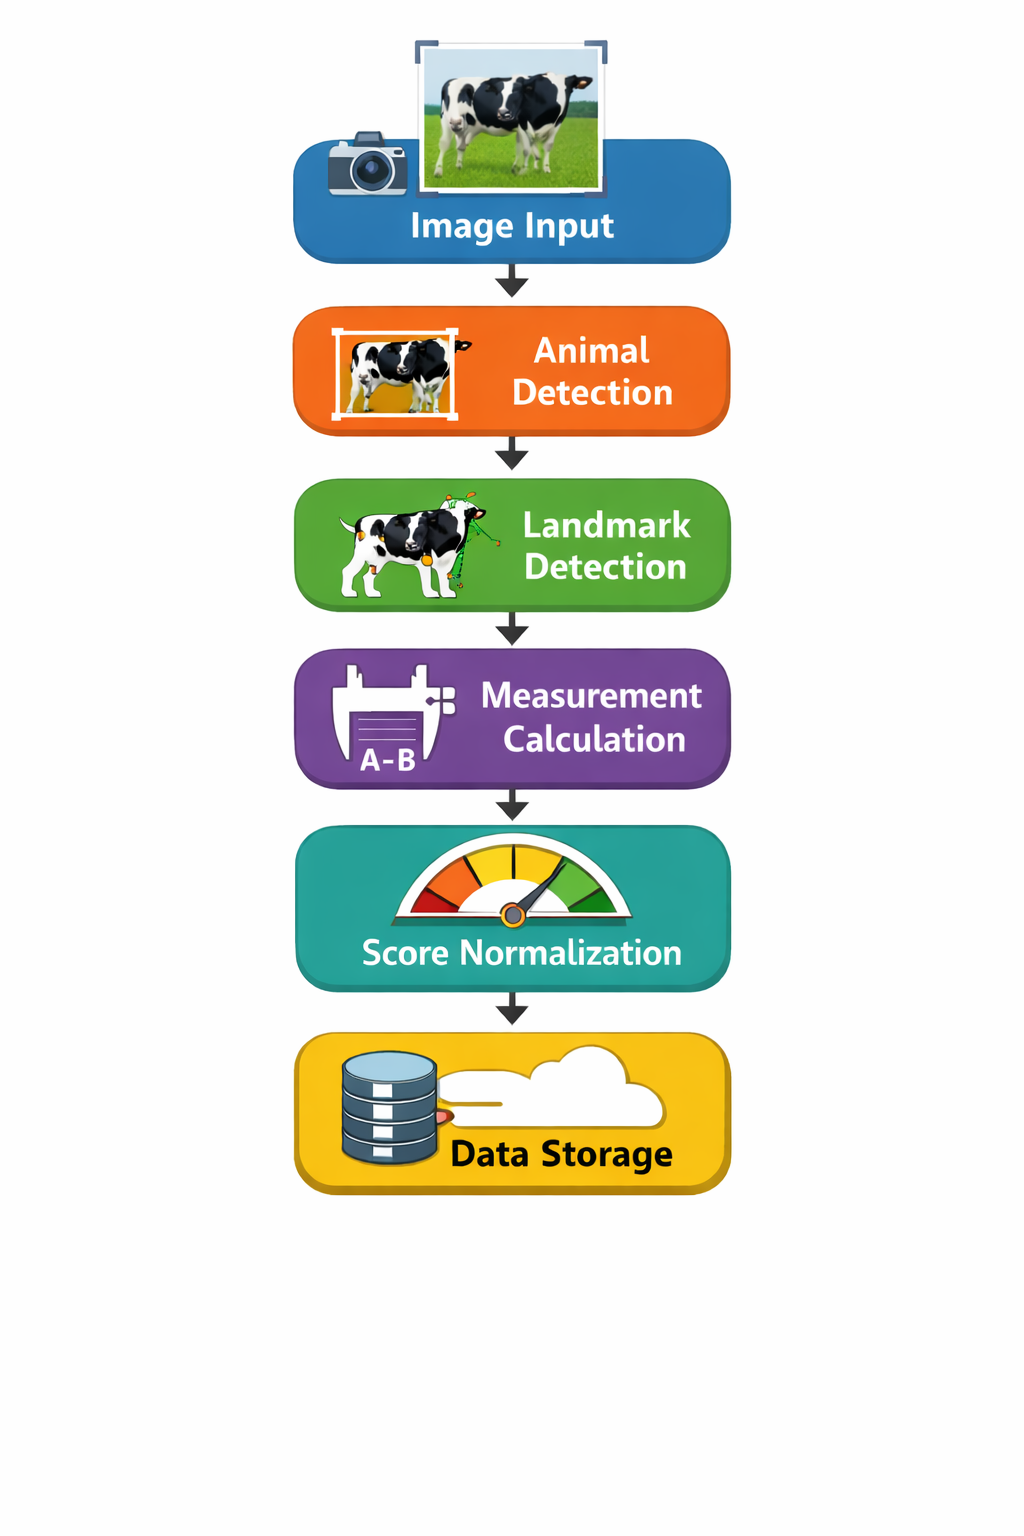 Image Input
Animal
Detection
Landmark
Detection
Measurement
Calculation
A-B
Score Normalization
Data Storage